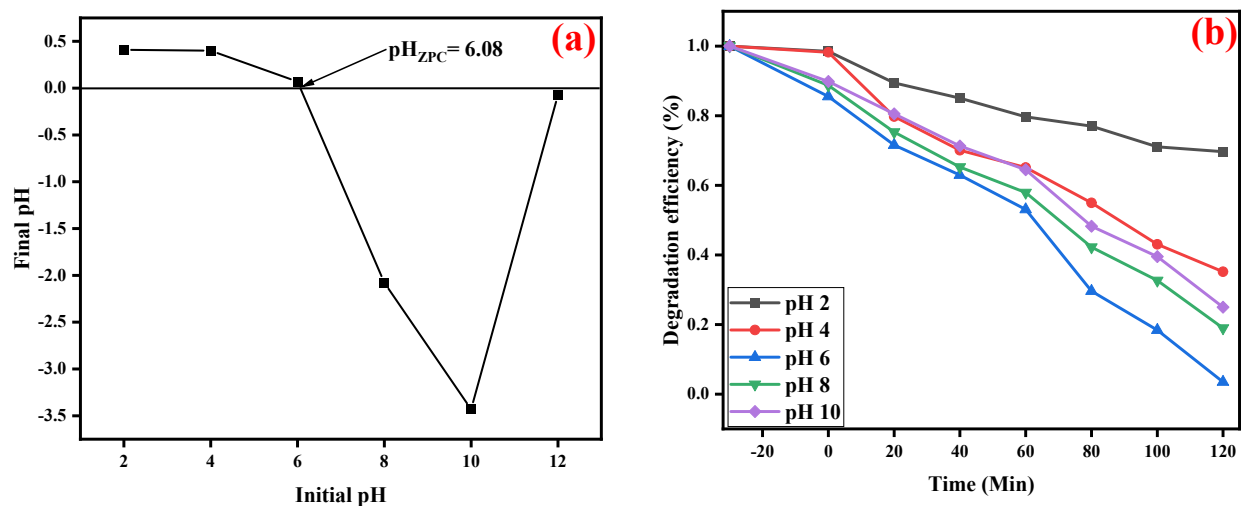 (a)
pH_ZPC= 6.08
0.5
0.0
-0.5
-1.0
-1.5
-2.0
-2.5
-3.0
-3.5
Final pH
2 4 6 8 10 12
Initial pH
(b)
1.0
0.8
0.6
0.4
0.2
0.0
Degradation efficiency (%)
pH 2
pH 4
pH 6
pH 8
pH 10
-20 0 20 40 60 80 100 120
Time (Min)